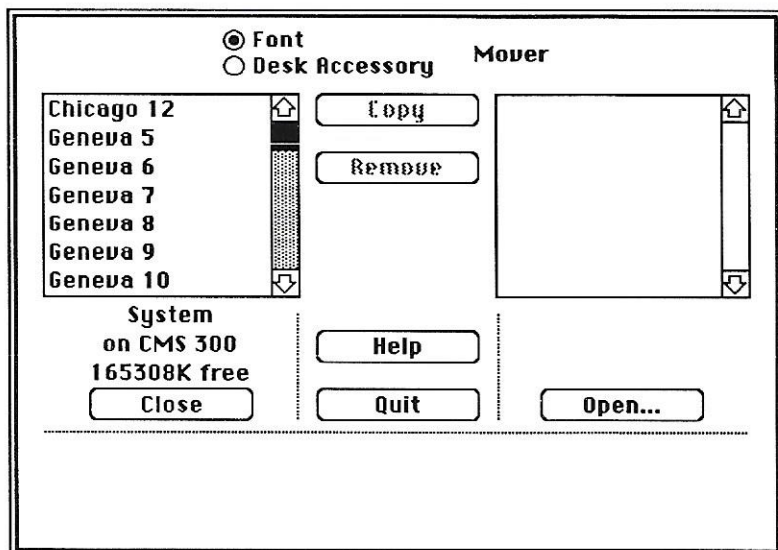 Font
Desk Accessory
Mover
Chicago 12
Geneva 5
Geneva 6
Geneva 7
Geneva 8
Geneva 9
Geneva 10
Copy
Remove
System
on CMS 300
165308K free
Close
Help
Quit
Open...